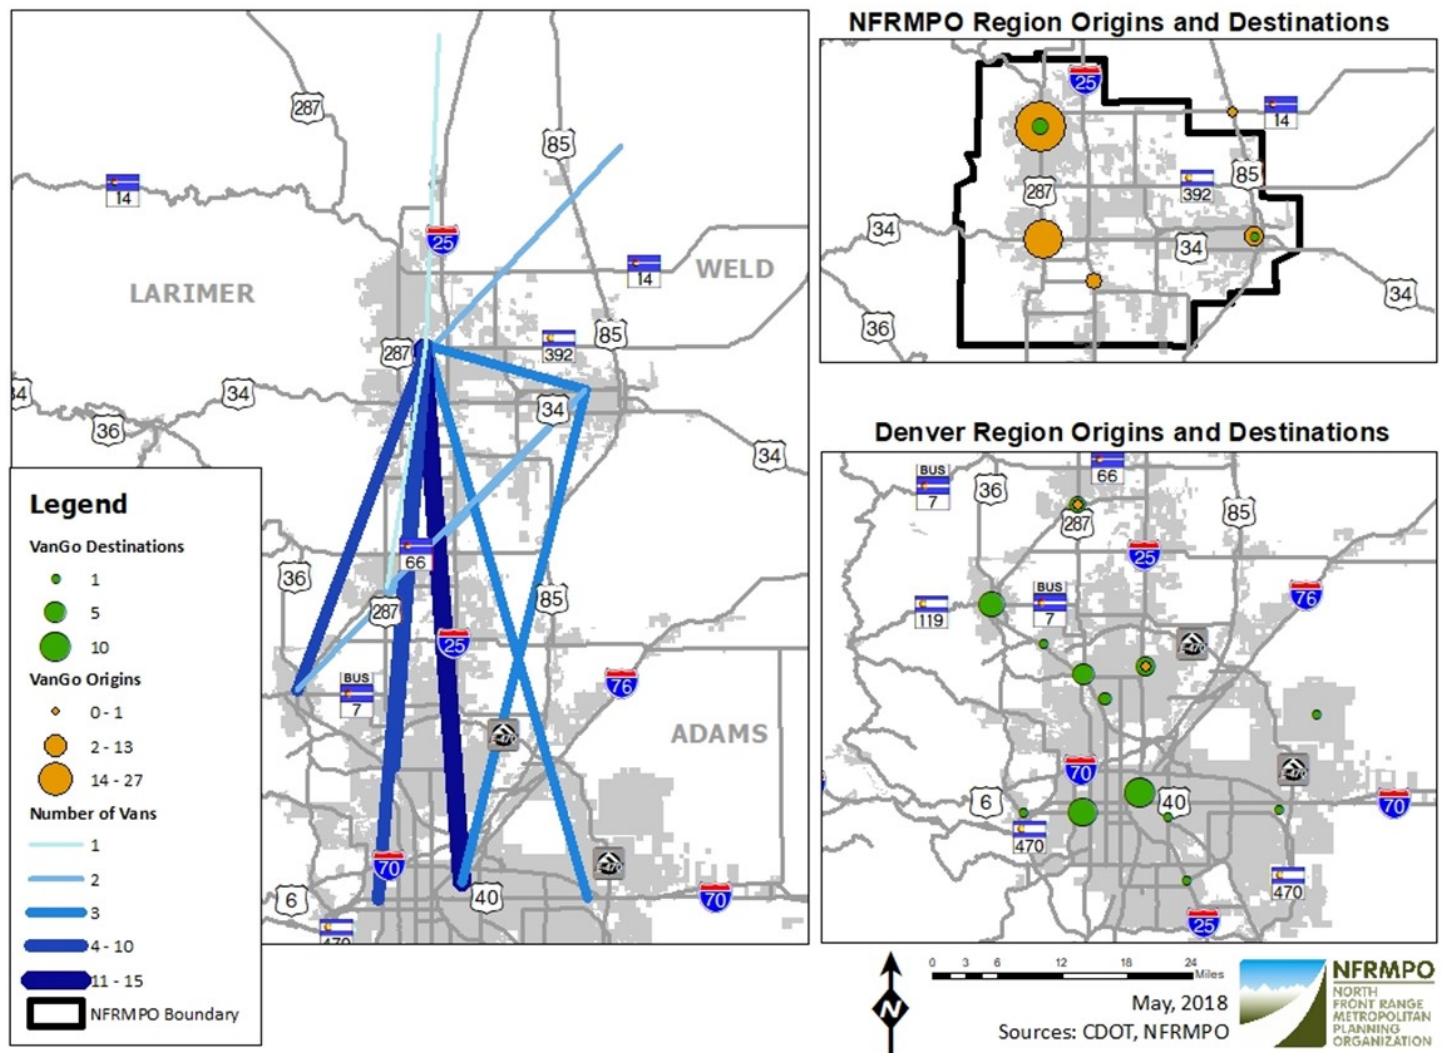 287
85
14
25
LARIMER
WELD
14
85
287
392
34
34
34
36
34
66
36
287
85
25
BUS
7
76
E-470
ADAMS
70
E-470
6
40
70
470
Legend
VanGo Destinations
1
5
10
VanGo Origins
0 - 1
2 - 13
14 - 27
Number of Vans
1
2
3
4 - 10
11 - 15
NFRMPO Boundary
NFRMPO Region Origins and Destinations
25
14
85
287
392
34
34
34
36
Denver Region Origins and Destinations
BUS
7
36
66
287
85
25
76
119
BUS
7
E-470
70
6
40
E-470
70
470
470
25
0 3 6 12 18 24
Miles
N
May, 2018
Sources: CDOT, NFRMPO
NFRMPO
NORTH
FRONT RANGE
METROPOLITAN
PLANNING
ORGANIZATION